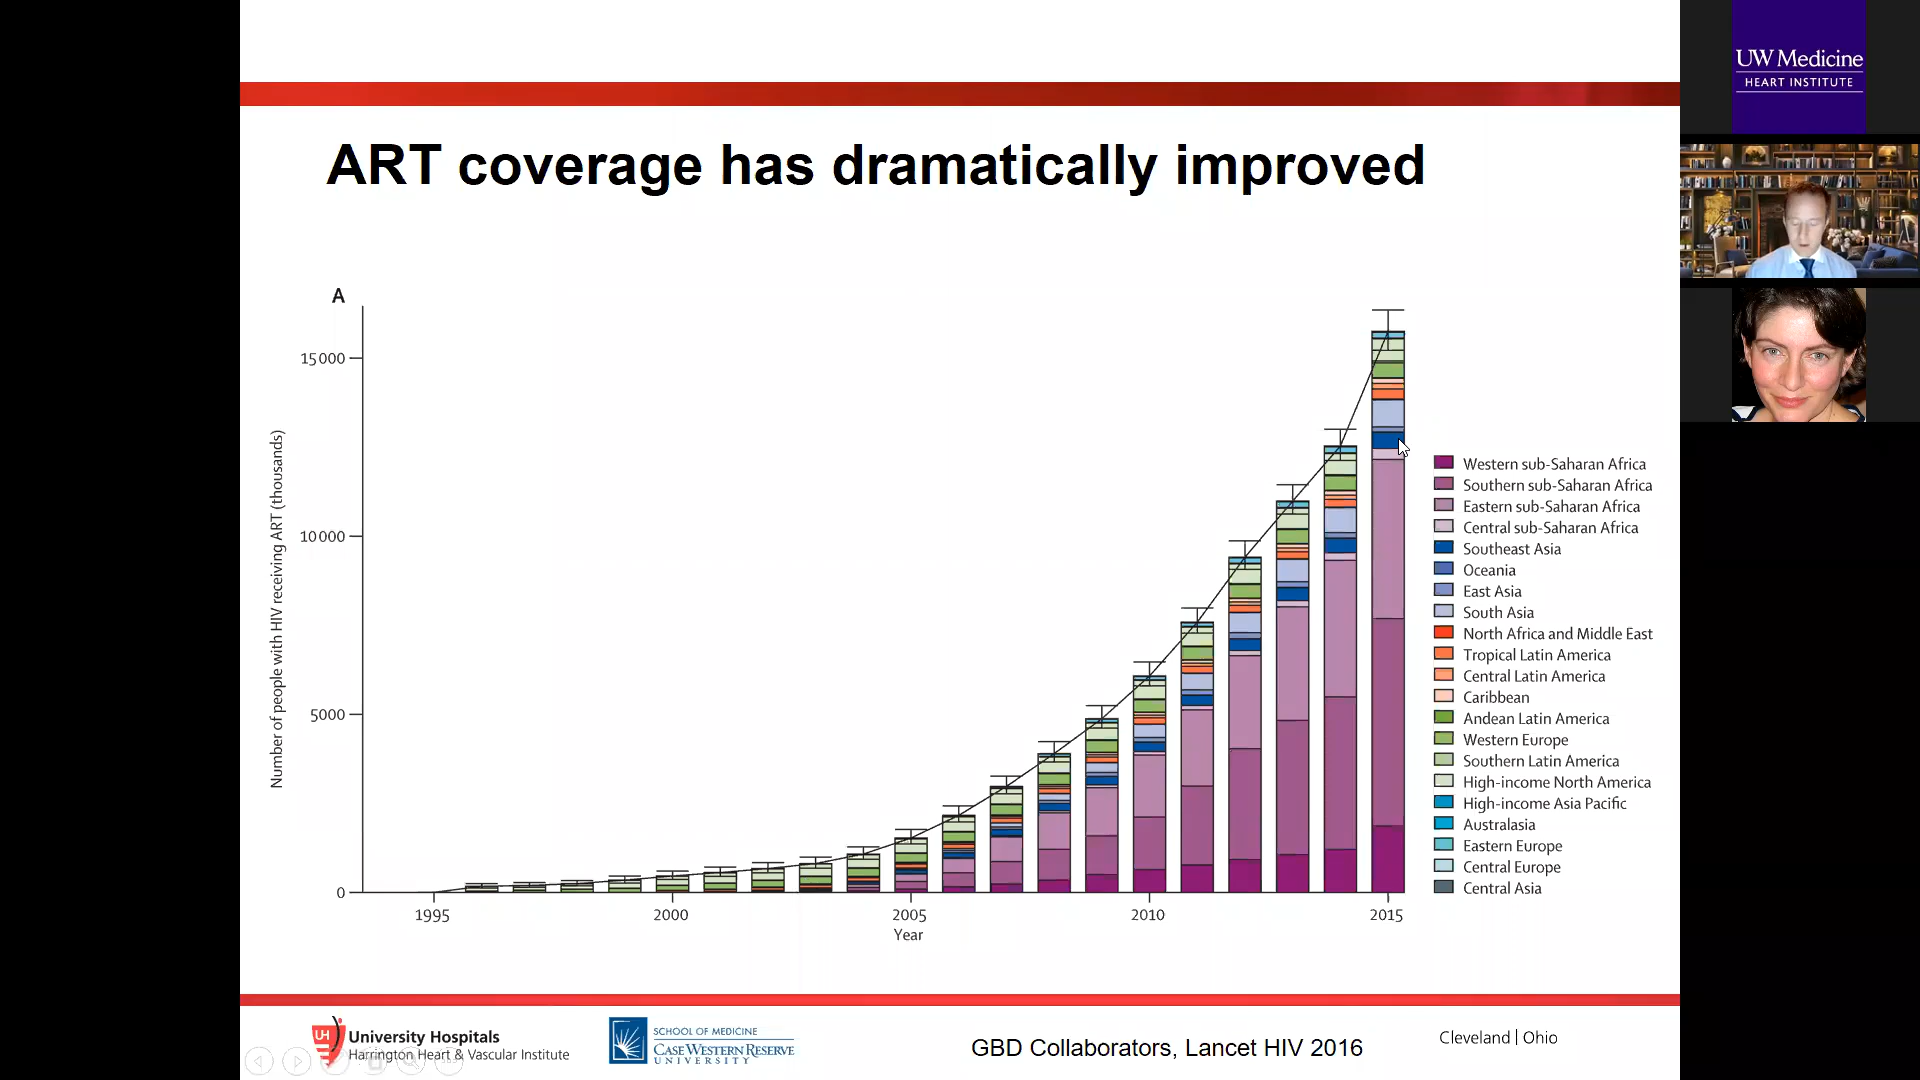 UW Medicine
HEART INSTITUTE
ART coverage has dramatically improved
A
Number of people with HIV receiving ART (thousands)
15000
10000
5000
0
1995
2000
2005
2010
2015
Year
Western sub-Saharan Africa
Southern sub-Saharan Africa
Eastern sub-Saharan Africa
Central sub-Saharan Africa
Southeast Asia
Oceania
East Asia
South Asia
North Africa and Middle East
Tropical Latin America
Central Latin America
Caribbean
Andean Latin America
Western Europe
Southern Latin America
High-income North America
High-income Asia Pacific
Australasia
Eastern Europe
Central Europe
Central Asia
UH
University Hospitals
Harrington Heart & Vascular Institute
SCHOOL OF MEDICINE
CASE WESTERN RESERVE
UNIVERSITY
GBD Collaborators, Lancet HIV 2016
Cleveland | Ohio